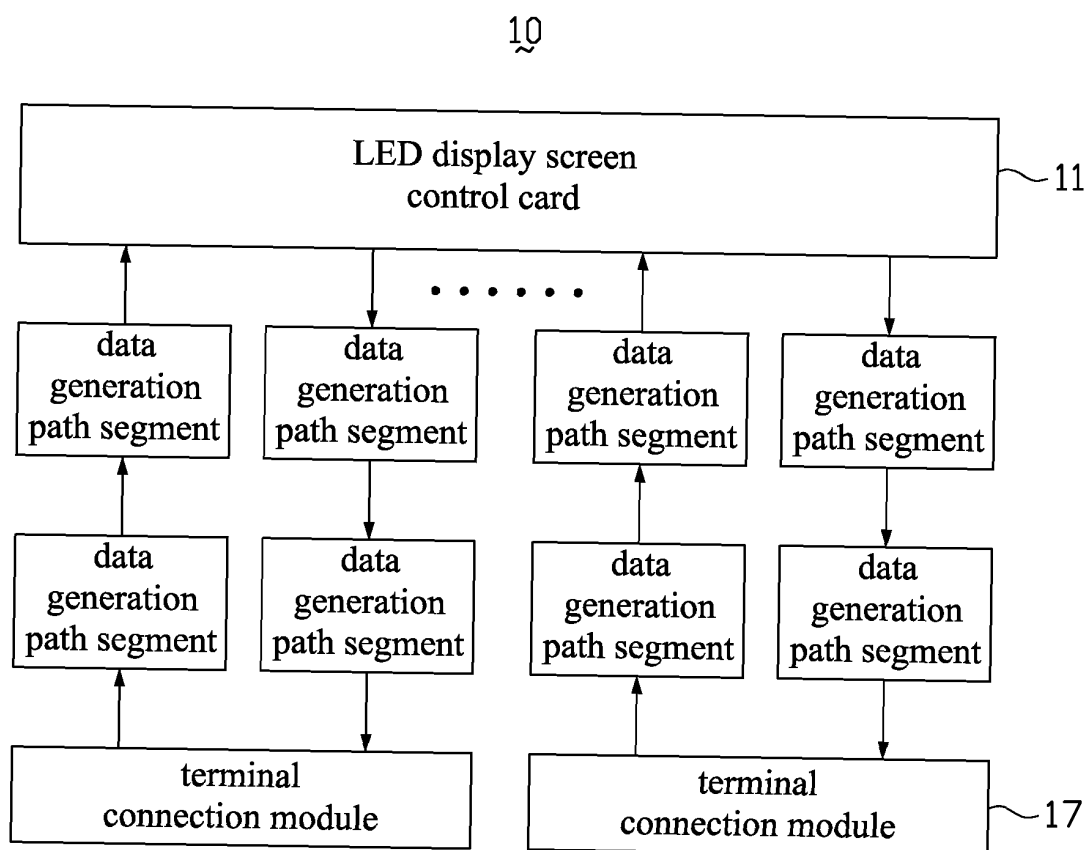 10
LED display screen
control card
11
• • • • • •
data
generation
path segment
data
generation
path segment
data
generation
path segment
data
generation
path segment
data
generation
path segment
data
generation
path segment
data
generation
path segment
data
generation
path segment
terminal
connection module
terminal
connection module
17